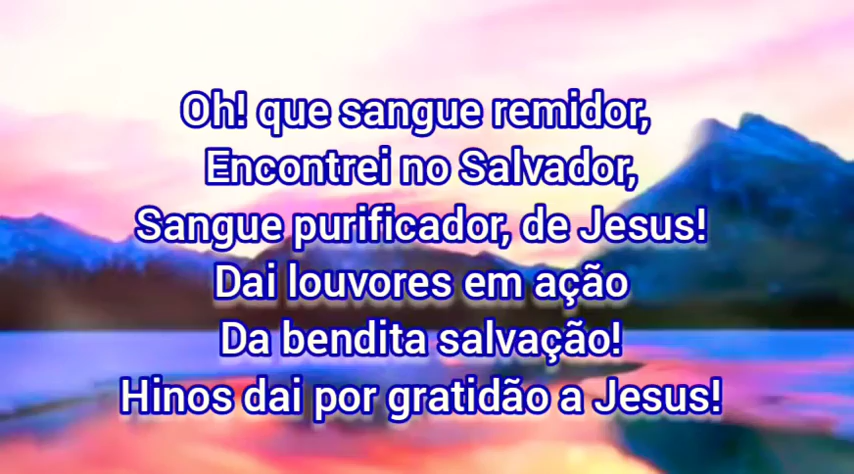 Oh! que sangue remidor,
Encontrei no Salvador,
Sangue purificador, de Jesus!
Dai louvores em ação
Da bendita salvação!
Hinos dai por gratidão a Jesus!